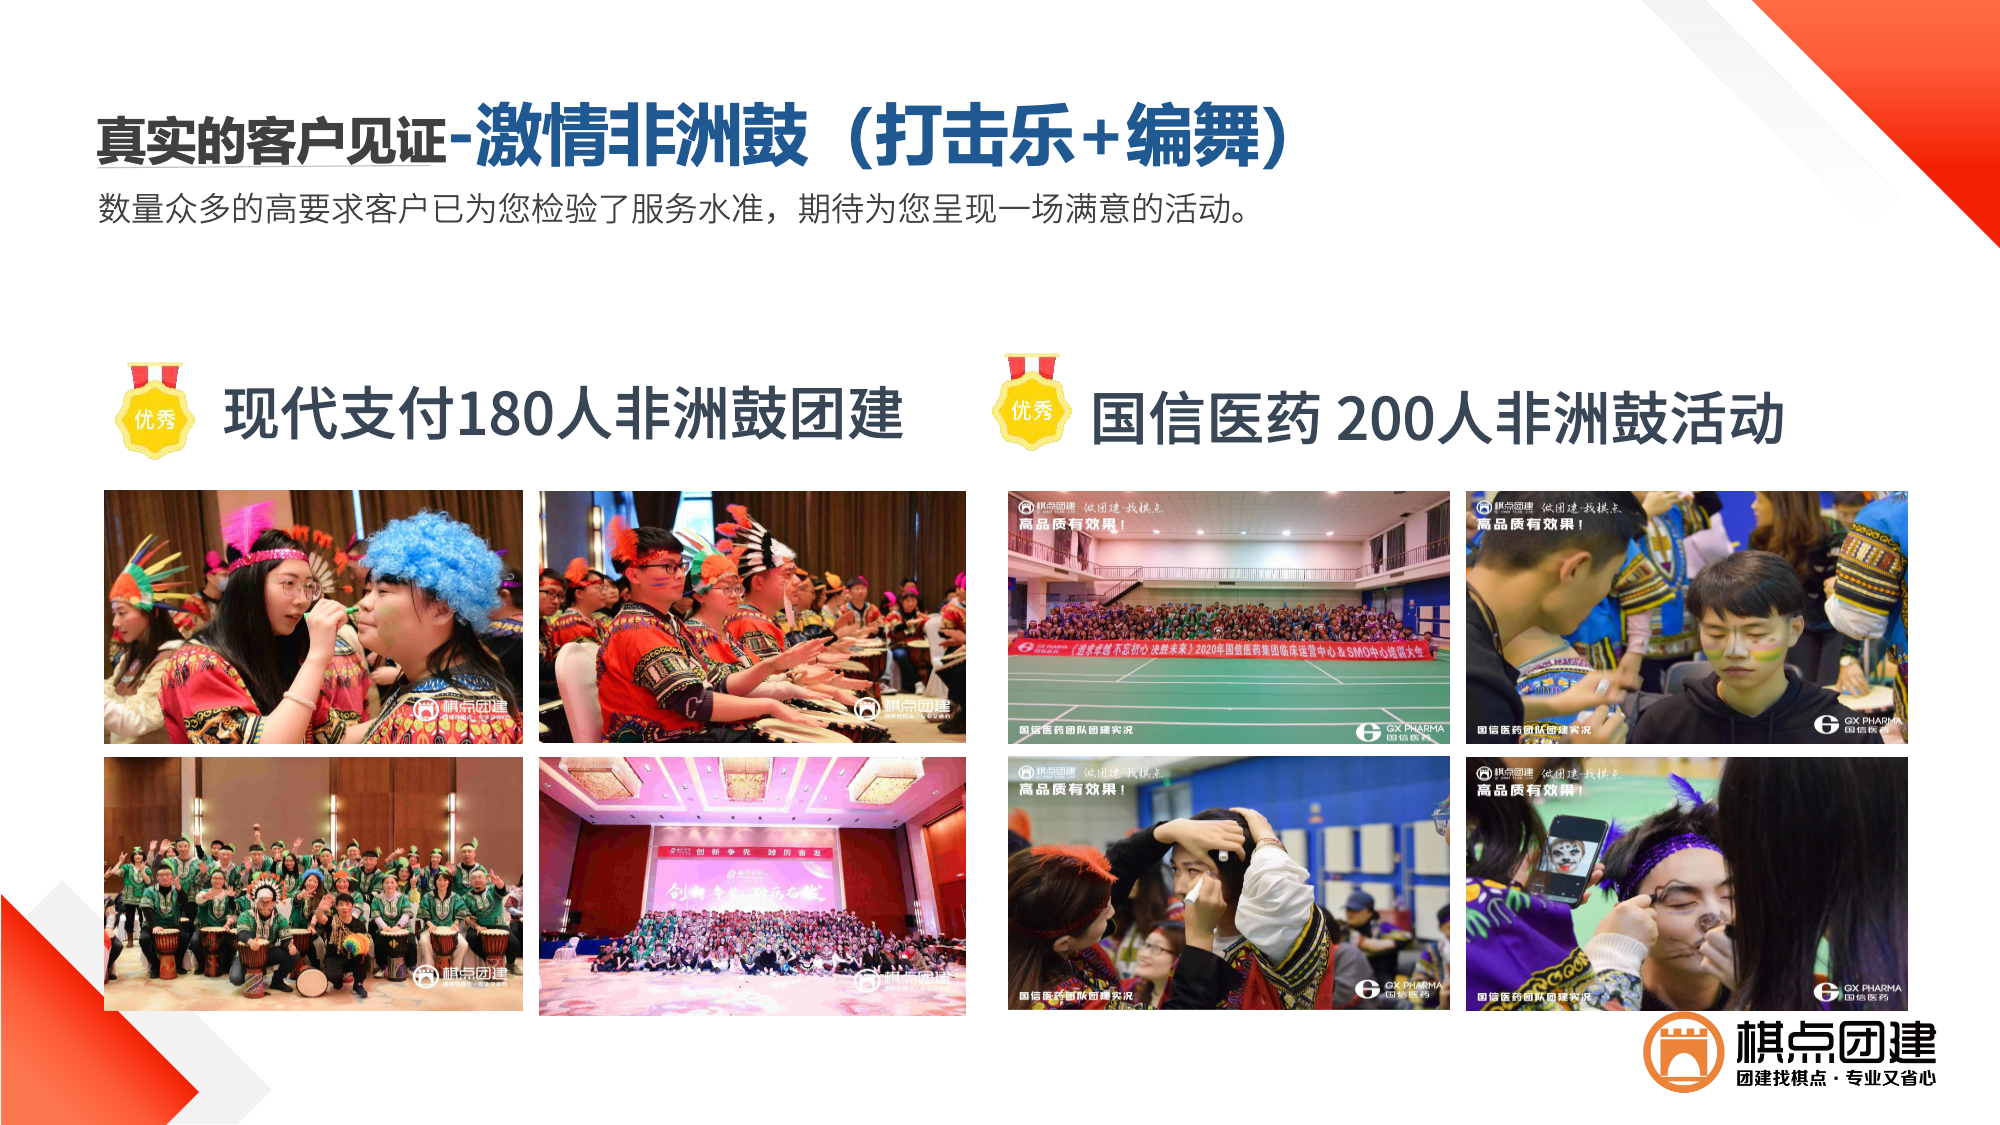 真实的客户见证-激情非洲鼓（打击乐+编舞）
数量众多的高要求客户已为您检验了服务水准，期待为您呈现一场满意的活动。
优秀
现代支付180人非洲鼓团建
优秀
国信医药 200人非洲鼓活动
棋点团建
棋点团建
棋点团建
创新争先 踔厉奋发
棋点团建
棋点团建 做团建·找棋点
高品质有效果！
《追求卓越 不忘初心 决胜未来》2020年国信医药集团临床运营中心 & SMO中心培训大会
国信医药团队团建实况
GX PHARMA
国信医药
棋点团建 做团建·找棋点
高品质有效果！
国信医药团队团建实况
GX PHARMA
国信医药
棋点团建 做团建·找棋点
高品质有效果！
国信医药团队团建实况
GX PHARMA
国信医药
棋点团建 做团建·找棋点
高品质有效果！
国信医药团队团建实况
GX PHARMA
国信医药
棋点团建
团建找棋点·专业又省心